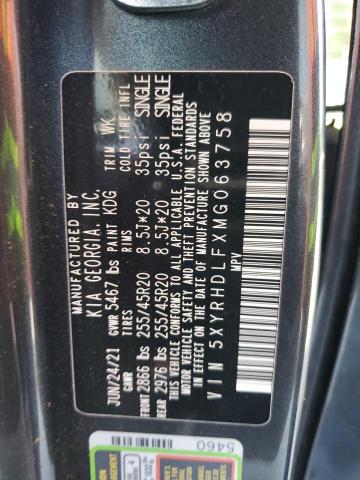 MANUFACTURED BY
KIA GEORGIA, INC.
JUN/24/21 GVWR 5467 lbs PAINT KDG TRIM WK
GAWR TIRES RIMS COLD TIRE INFL
FRONT 2866 lbs 255/45R20 8.5J*20 35psi SINGLE
REAR 2976 lbs 255/45R20 8.5J*20 35psi SINGLE
THIS VEHICLE CONFORMS TO ALL APPLICABLE U.S.A. FEDERAL
MOTOR VEHICLE SAFETY AND THEFT PREVENTION STANDARDS
IN EFFECT ON THE DATE OF MANUFACTURE SHOWN ABOVE
VIN 5XYRHDLFXMG063758
MPV
5460